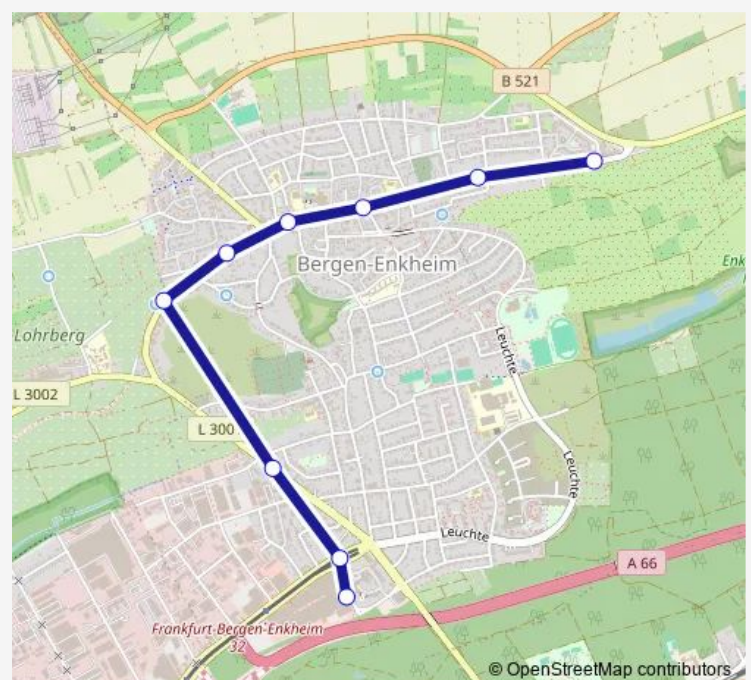 B 521
Bergen-Enkheim
Enk
Lohrberg
Leuchte
L 3002
L 300
Leuchte
Leuchte
A 66
Frankfurt-Bergen-Enkheim
32
© OpenStreetMap contributors